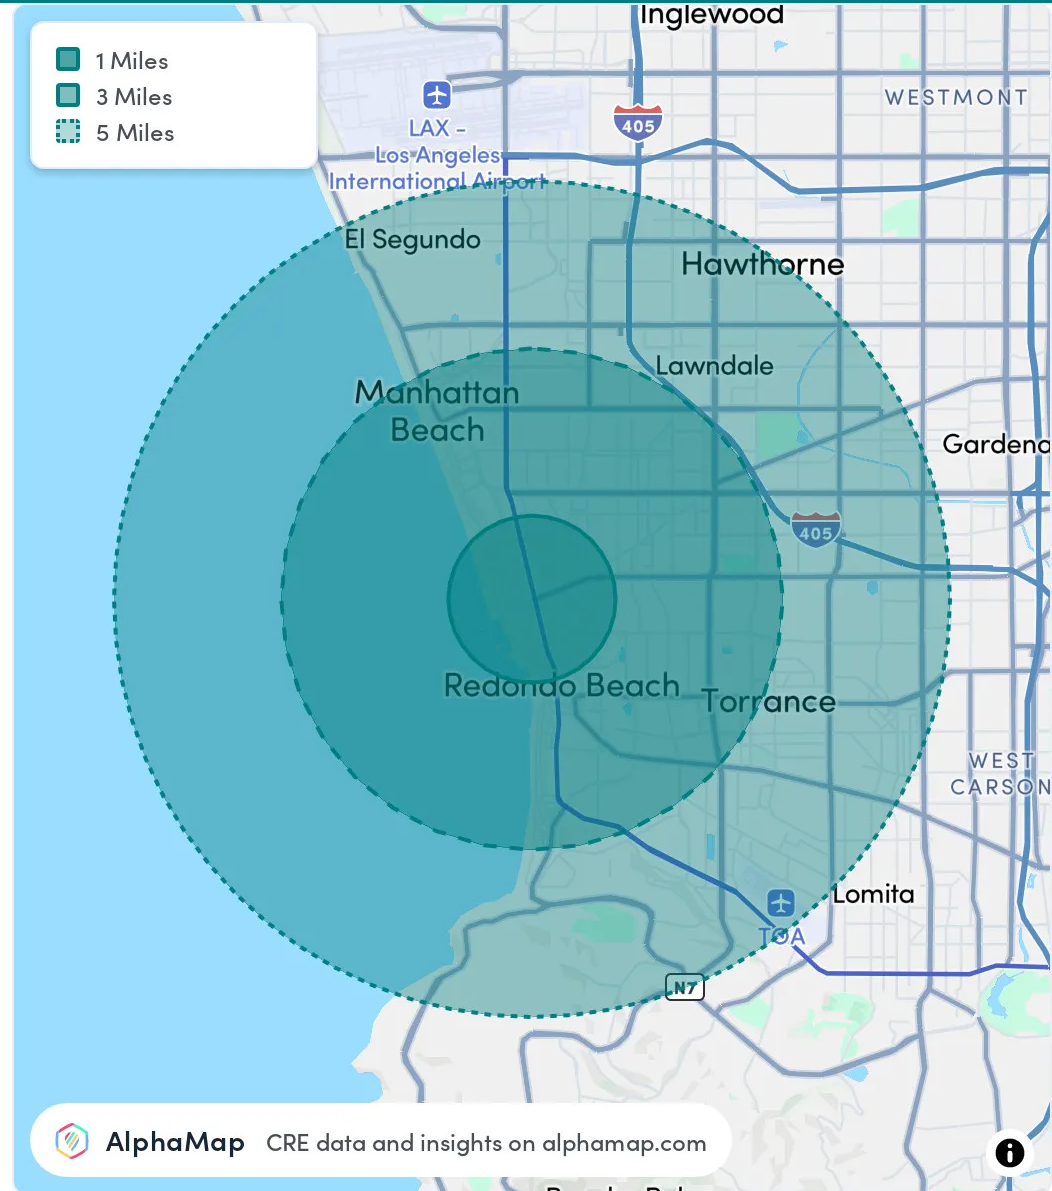 1 Miles
3 Miles
5 Miles
Inglewood
WESTMONT
405
LAX -
Los Angeles
International Airport
El Segundo
Hawthorne
Lawndale
Manhattan
Beach
Gardena
405
Redondo Beach
Torrance
WEST
CARSON
Lomita
TOA
N7
AlphaMap CRE data and insights on alphamap.com